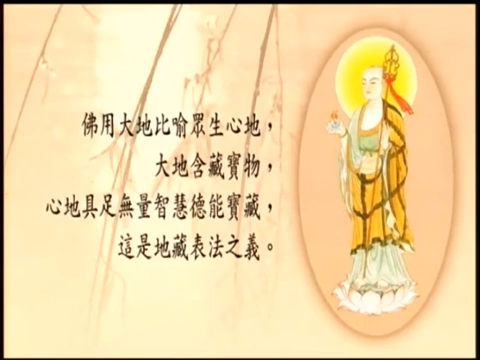 佛用大地比喻眾生心地，
大地含藏寶物，
心地具足無量智慧德能寶藏，
這是地藏表法之義。